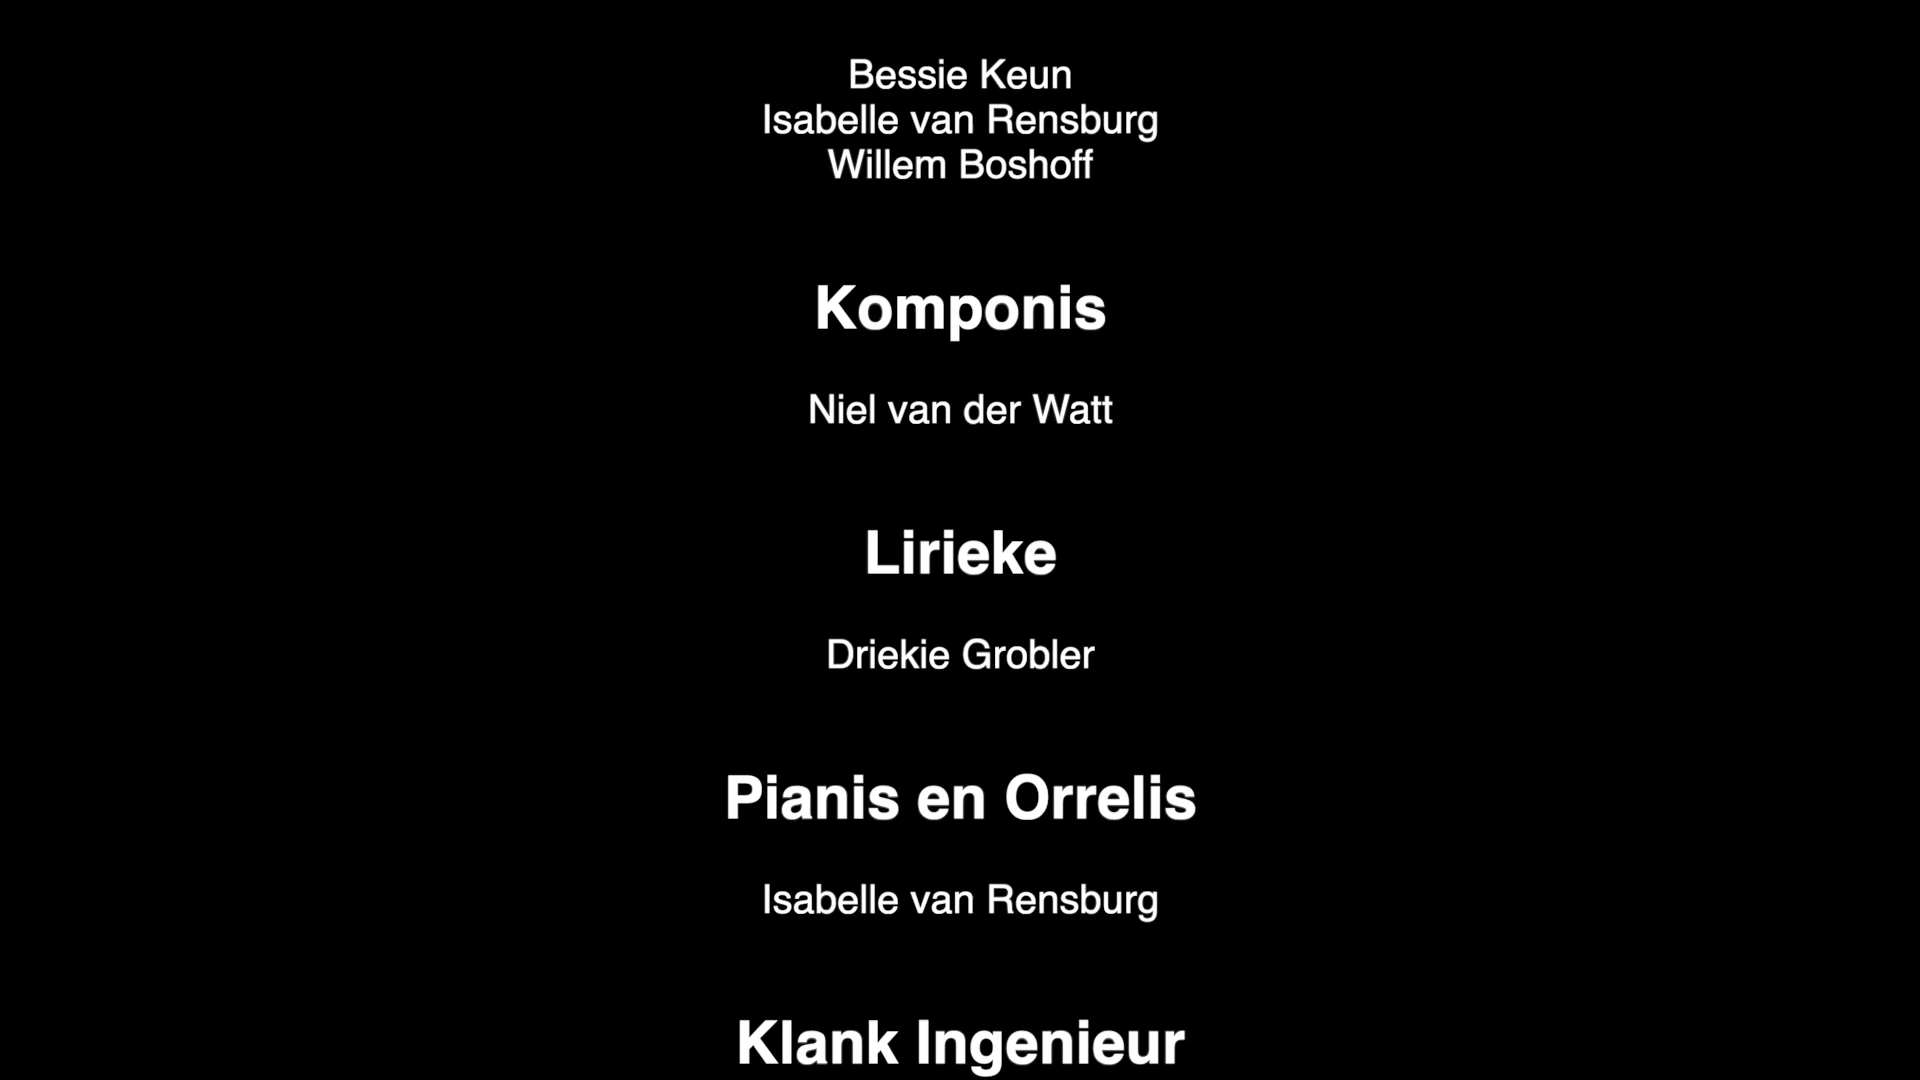 Bessie Keun
Isabelle van Rensburg
Willem Boshoff
Komponis
Niel van der Watt
Lirieke
Driekie Grobler
Pianis en Orrelis
Isabelle van Rensburg
Klank Ingenieur